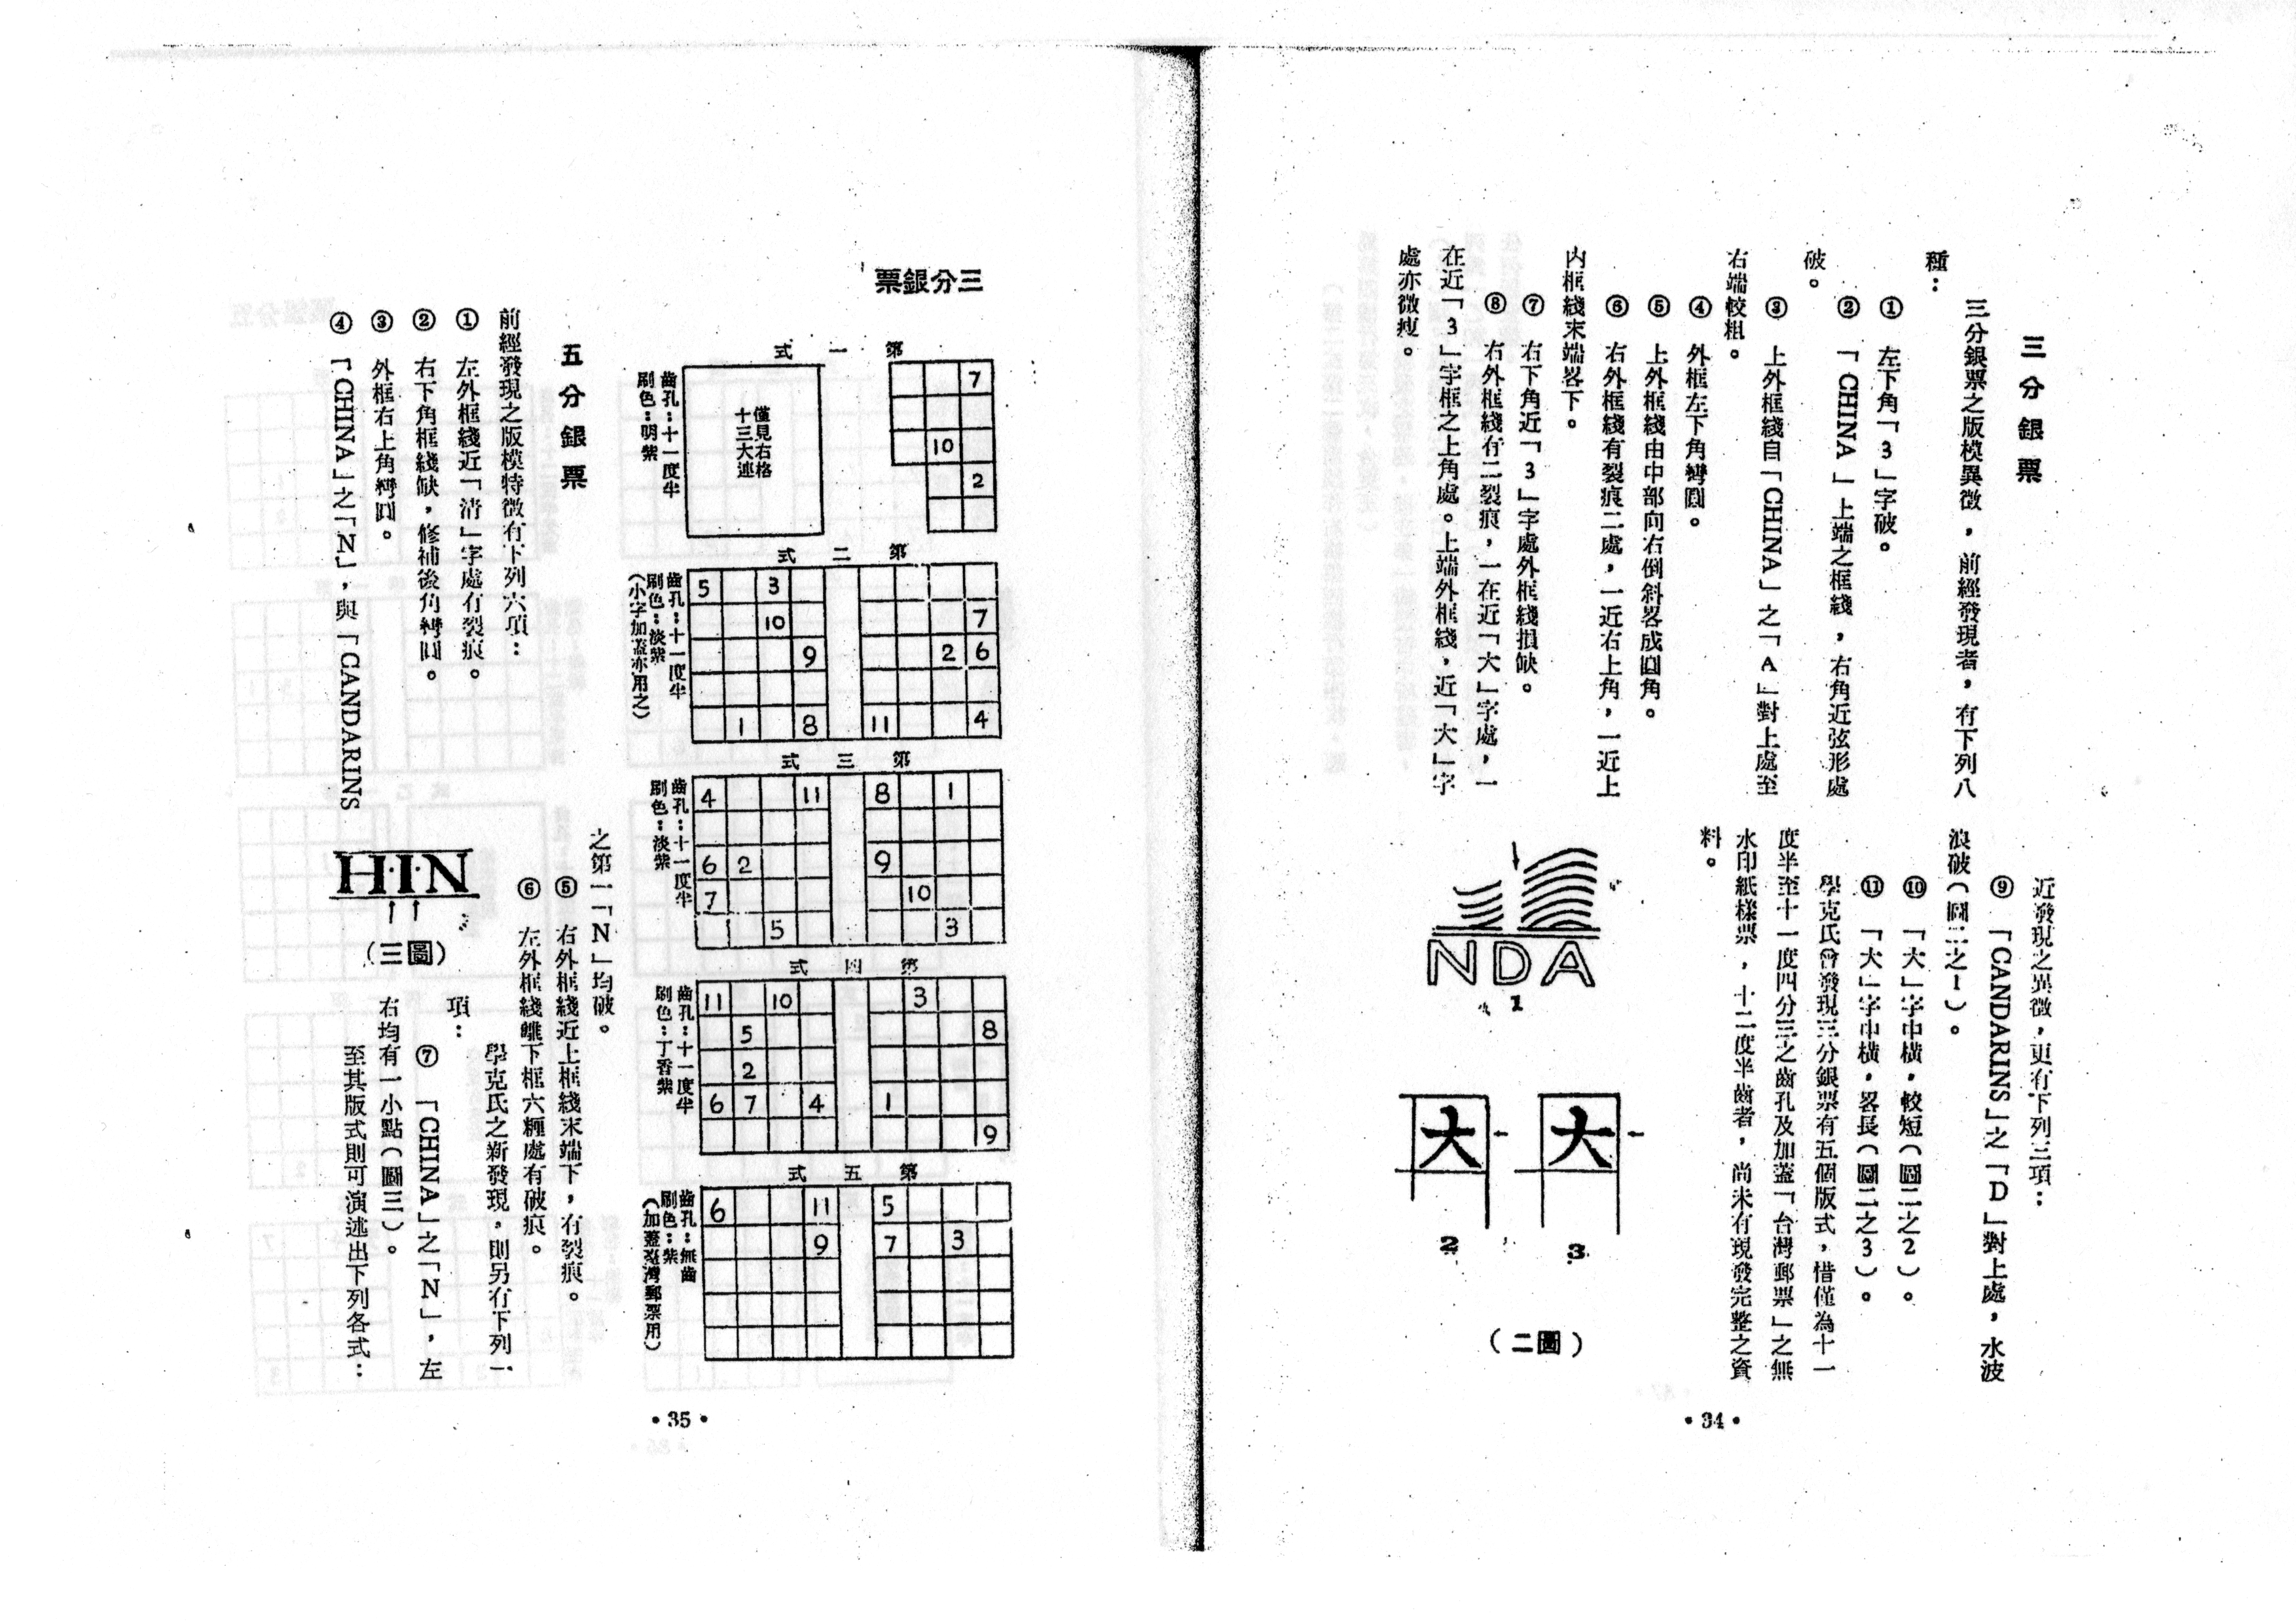 三分銀票
三分銀票之版模異徵，前經發現者，有下列八
種：
① 左下角「3」字破。
② 「CHINA」上端之框綫，右角近弦形處
破。
③ 上外框綫自「CHINA」之「A」對上處至
右端較粗。
④ 外框左下角彎圓。
⑤ 上外框綫由中部向右倒斜畧成圓角。
⑥ 右外框綫有裂痕二處，一近右上角，一近上
内框綫末端畧下。
⑦ 右下角近「3」字處外框綫損缺。
⑧ 右外框綫有二裂痕，一在近「大」字處，一
在近「3」字框之上角處。上端外框綫，近「大」字
處亦微瘦。
近發現之異徵，更有下列三項：
⑨ 「CANDARINS」之「D」對上處，水波
浪破（圖二之1）。
⑩ 「大」字中橫，較短（圖二之2）。
⑪ 「大」字中橫，畧長（圖二之3）。
學克氏曾發現三分銀票有五個版式，惜僅為十一
度半至十一度四分三之齒孔及加蓋「台灣郵票」之無
水印紙樣票，十二度半齒者，尚未有現發完整之資
料。
NDA
1
大
2
大
3
（二圖）
• 34 •
票銀分三
式 一 第
7
10
2
僅見右格
十三大連
齒孔：十一度半
刷色：明紫
式 二 第
5 3
10 7
9 2 6
1 8 11 4
齒孔：十一度半
刷色：淡紫
（小字加蓋亦用之）
式 三 第
4 11 8 1
6 2 9
7 10
5 3
齒孔：十一度半
刷色：淡紫
式 四 第
11 10 3
5 8
2
6 7 4 1
9
齒孔：十一度半
刷色：丁香紫
式 五 第
6 11 5
9 7 3
齒孔：無齒
刷色：紫
（加蓋臺灣郵票用）
五分銀票
前經發現之版模特徵有下列六項：
① 左外框綫近「清」字處有裂痕。
② 右下角框綫缺，修補後角彎圓。
③ 外框右上角彎圓。
④ 「CHINA」之「N」，與「CANDARINS
之第一「N」均破。
⑤ 右外框綫近上框綫末端下，有裂痕。
⑥ 左外框綫離下框六糎處有破痕。
學克氏之新發現，則另有下列一
項：
⑦ 「CHINA」之「N」，左
右均有一小點（圖三）。
至其版式則可演述出下列各式：
H·I·N
（三圖）
• 35 •